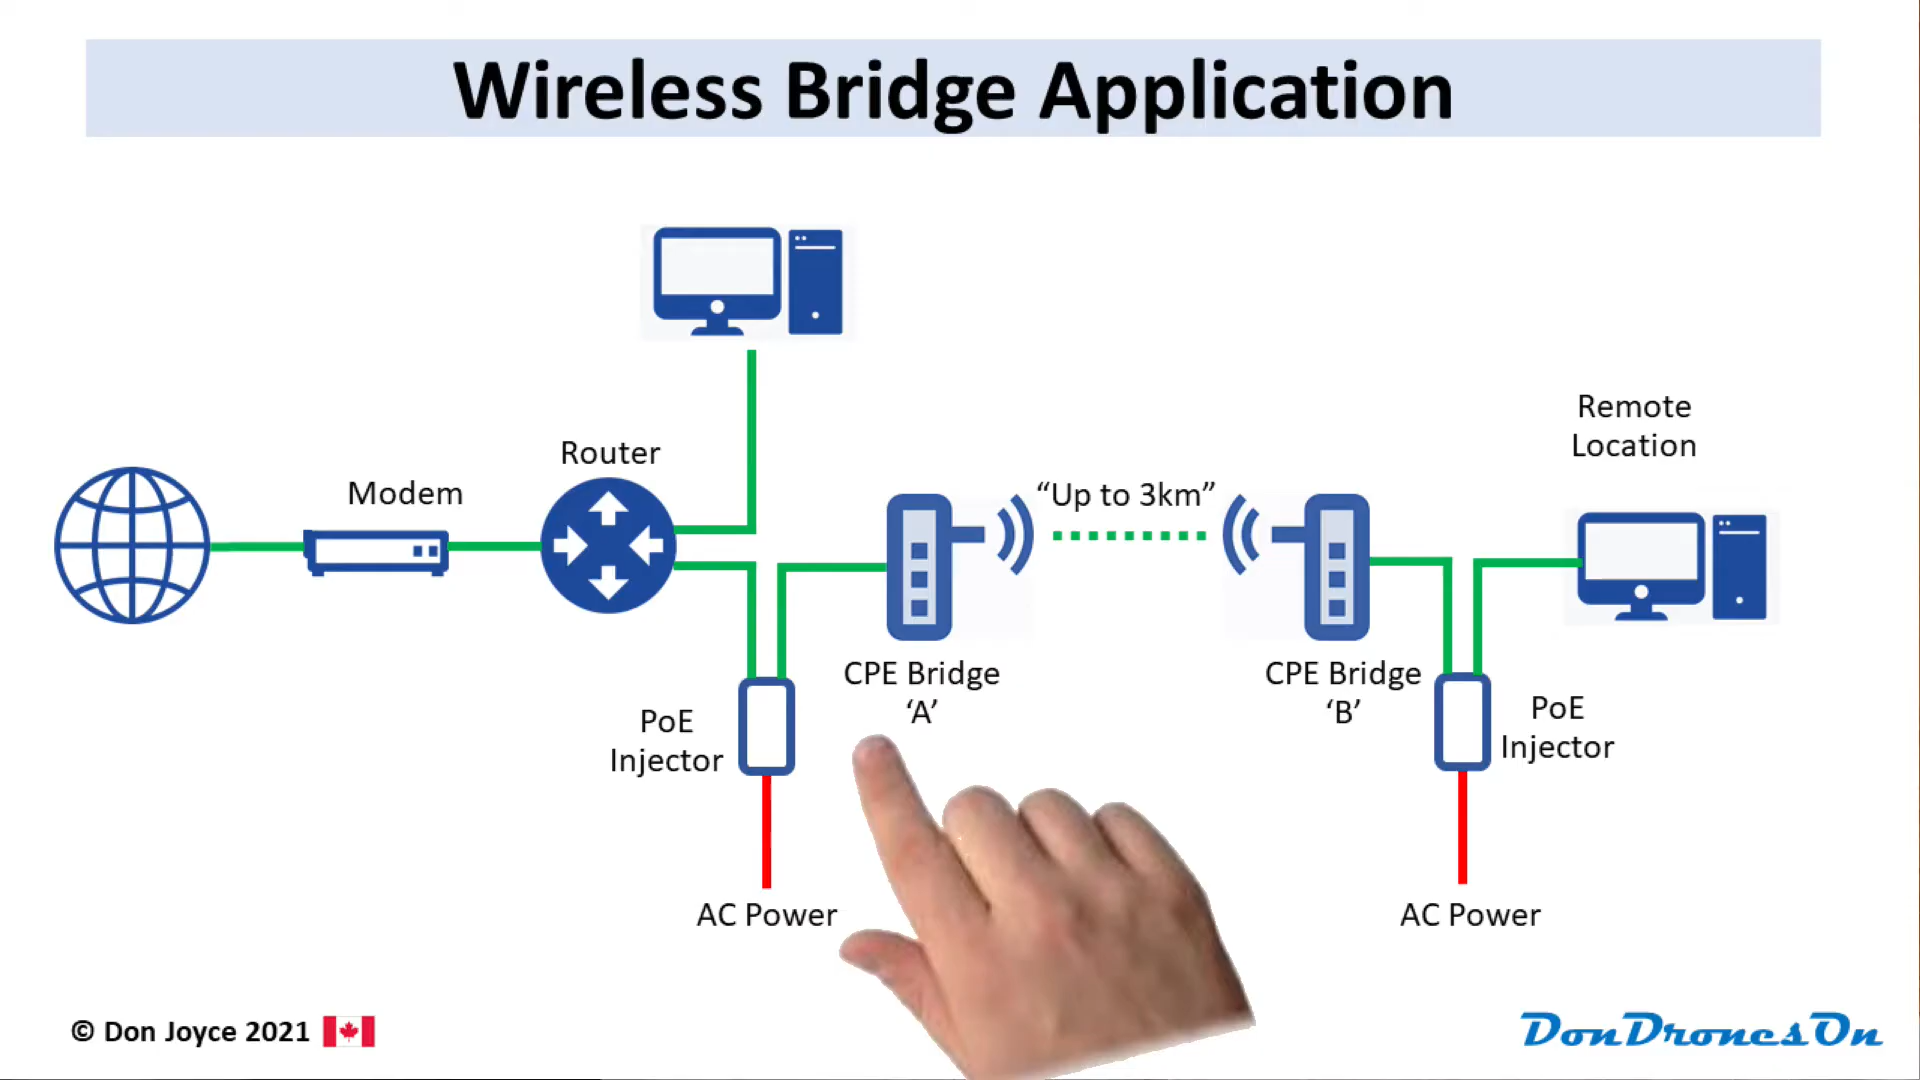 Wireless Bridge Application
Remote
Location
Router
Modem
“Up to 3km”
CPE Bridge
‘A’
CPE Bridge
‘B’
PoE
Injector
PoE
Injector
AC Power
AC Power
© Don Joyce 2021
DonDronesOn